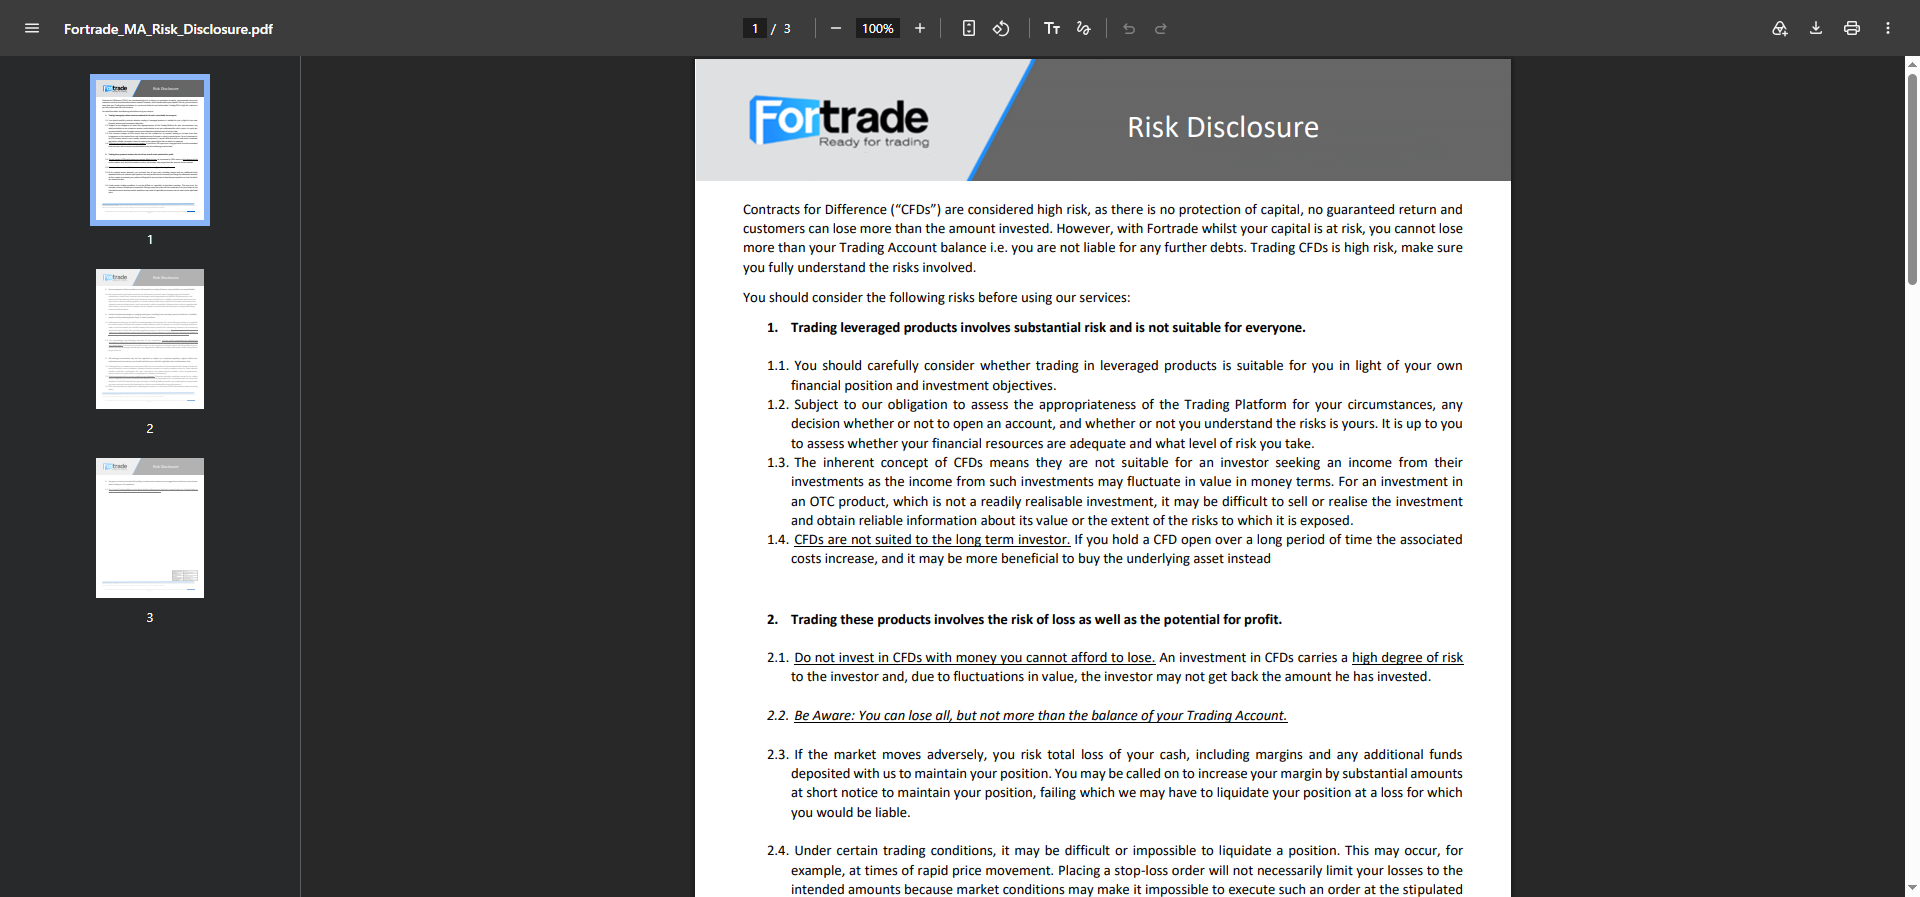 Fortrade_MA_Risk_Disclosure.pdf
1 / 3
100%
1
2
3
Fortrade
Ready for trading
Risk Disclosure
Contracts for Difference (“CFDs”) are considered high risk, as there is no protection of capital, no guaranteed return and
customers can lose more than the amount invested. However, with Fortrade whilst your capital is at risk, you cannot lose
more than your Trading Account balance i.e. you are not liable for any further debts. Trading CFDs is high risk, make sure
you fully understand the risks involved.
You should consider the following risks before using our services:
1. Trading leveraged products involves substantial risk and is not suitable for everyone.
1.1. You should carefully consider whether trading in leveraged products is suitable for you in light of your own
financial position and investment objectives.
1.2. Subject to our obligation to assess the appropriateness of the Trading Platform for your circumstances, any
decision whether or not to open an account, and whether or not you understand the risks is yours. It is up to you
to assess whether your financial resources are adequate and what level of risk you take.
1.3. The inherent concept of CFDs means they are not suitable for an investor seeking an income from their
investments as the income from such investments may fluctuate in value in money terms. For an investment in
an OTC product, which is not a readily realisable investment, it may be difficult to sell or realise the investment
and obtain reliable information about its value or the extent of the risks to which it is exposed.
1.4. CFDs are not suited to the long term investor. If you hold a CFD open over a long period of time the associated
costs increase, and it may be more beneficial to buy the underlying asset instead
2. Trading these products involves the risk of loss as well as the potential for profit.
2.1. Do not invest in CFDs with money you cannot afford to lose. An investment in CFDs carries a high degree of risk
to the investor and, due to fluctuations in value, the investor may not get back the amount he has invested.
2.2. Be Aware: You can lose all, but not more than the balance of your Trading Account.
2.3. If the market moves adversely, you risk total loss of your cash, including margins and any additional funds
deposited with us to maintain your position. You may be called on to increase your margin by substantial amounts
at short notice to maintain your position, failing which we may have to liquidate your position at a loss for which
you would be liable.
2.4. Under certain trading conditions, it may be difficult or impossible to liquidate a position. This may occur, for
example, at times of rapid price movement. Placing a stop-loss order will not necessarily limit your losses to the
intended amounts because market conditions may make it impossible to execute such an order at the stipulated